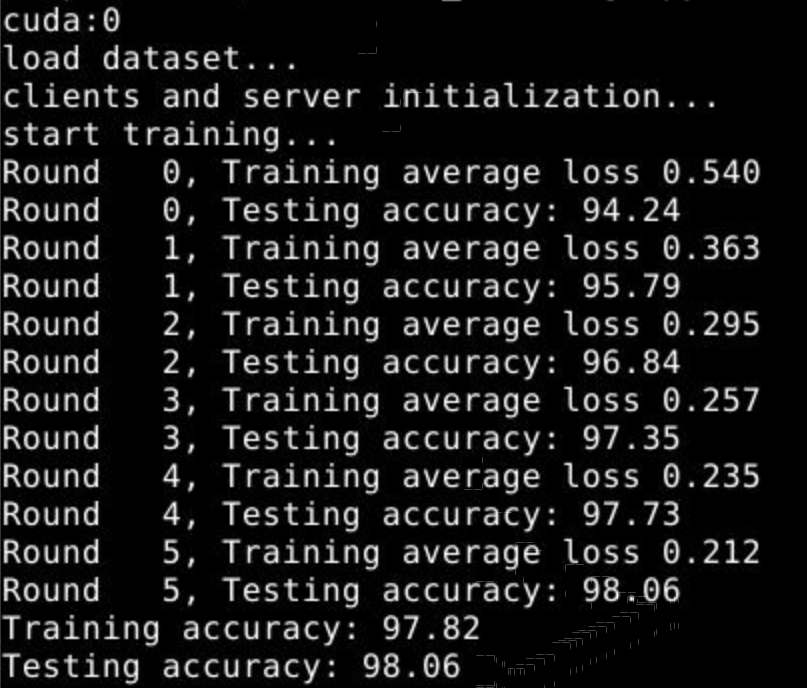 cuda:0
load dataset...
clients and server initialization...
start training...
Round   0, Training average loss 0.540
Round   0, Testing accuracy: 94.24
Round   1, Training average loss 0.363
Round   1, Testing accuracy: 95.79
Round   2, Training average loss 0.295
Round   2, Testing accuracy: 96.84
Round   3, Training average loss 0.257
Round   3, Testing accuracy: 97.35
Round   4, Training average loss 0.235
Round   4, Testing accuracy: 97.73
Round   5, Training average loss 0.212
Round   5, Testing accuracy: 98.06
Training accuracy: 97.82
Testing accuracy: 98.06